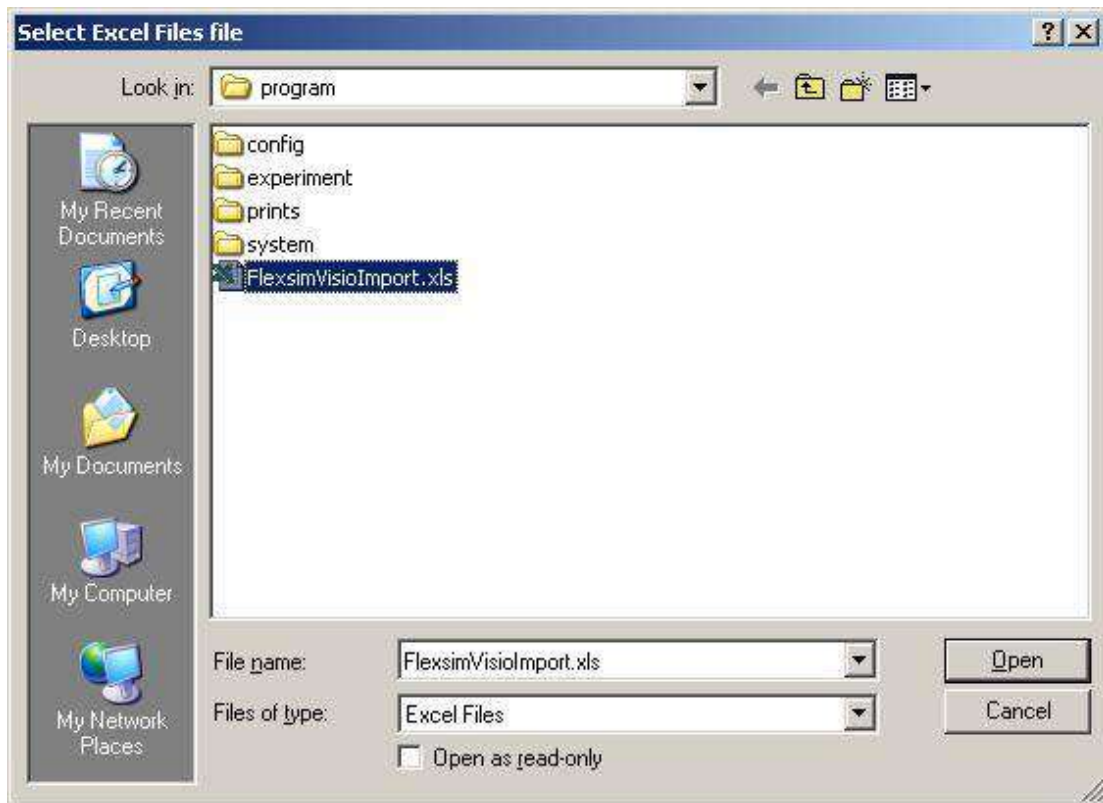 Select Excel Files file
Look in: program
config
experiment
prints
system
FlexsimVisioImport.xls
My Recent
Documents
Desktop
My Documents
My Computer
My Network
Places
File name: FlexsimVisioImport.xls Open
Files of type: Excel Files Cancel
Open as read-only